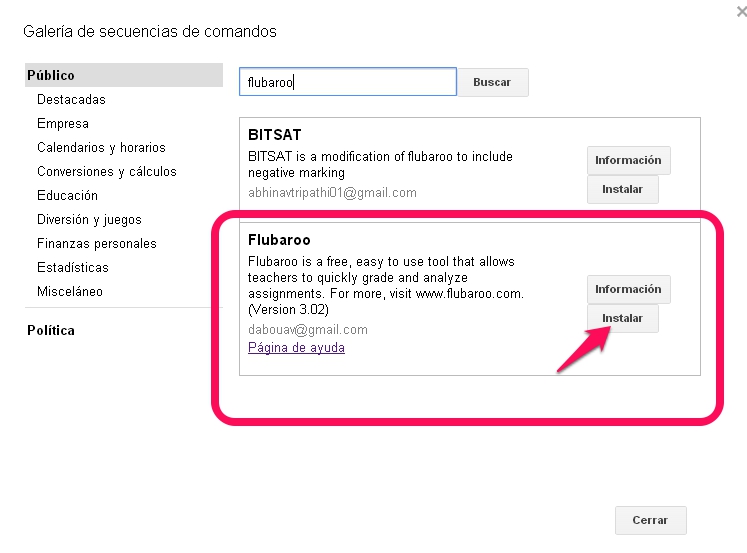 Galería de secuencias de comandos
Público
Destacadas
Empresa
Calendarios y horarios
Conversiones y cálculos
Educación
Diversión y juegos
Finanzas personales
Estadísticas
Misceláneo
Política
flubaroo
Buscar
BITSAT
BITSAT is a modification of flubaroo to include
negative marking
abhinavtripathi01@gmail.com
Información
Instalar
Flubaroo
Flubaroo is a free, easy to use tool that allows
teachers to quickly grade and analyze
assignments. For more, visit www.flubaroo.com.
(Version 3.02)
dabouav@gmail.com
Página de ayuda
Información
Instalar
Cerrar